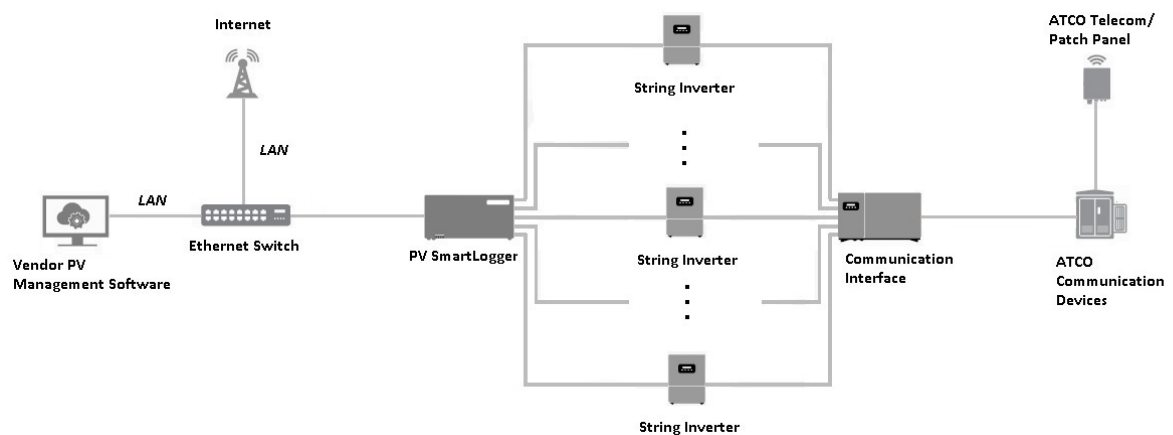 Internet
ATCO Telecom/
Patch Panel
String Inverter
LAN
LAN
Ethernet Switch
Vendor PV
Management Software
PV SmartLogger
String Inverter
Communication
Interface
ATCO
Communication
Devices
String Inverter